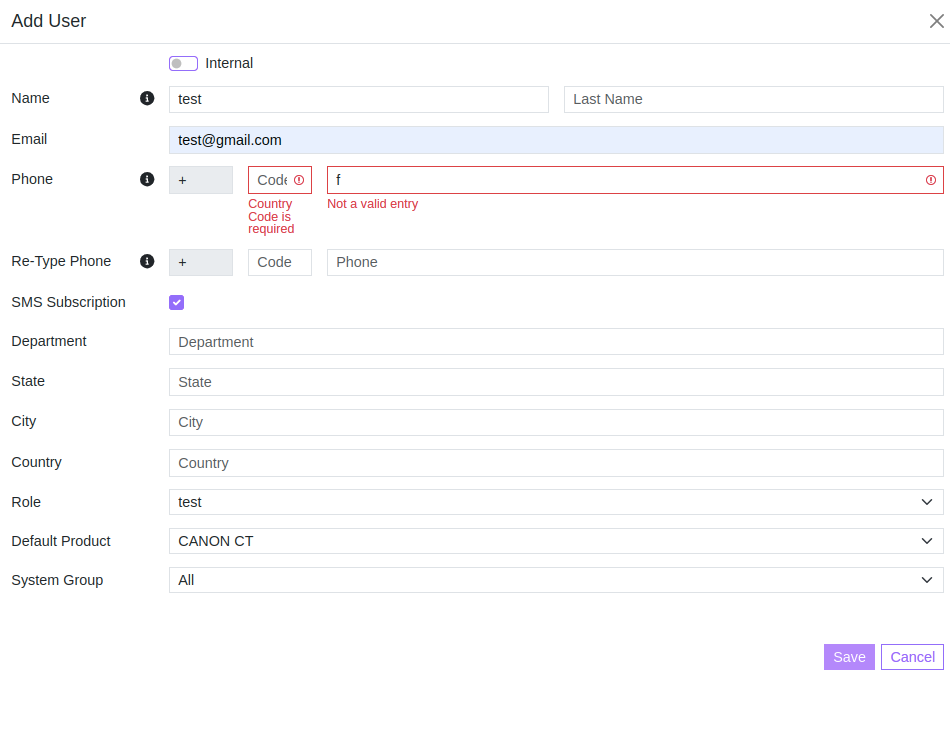 Add User
Internal
Name test Last Name
Email test@gmail.com
Phone + Code f
Country Code is required Not a valid entry
Re-Type Phone + Code Phone
SMS Subscription
Department Department
State State
City City
Country Country
Role test
Default Product CANON CT
System Group All
Save Cancel